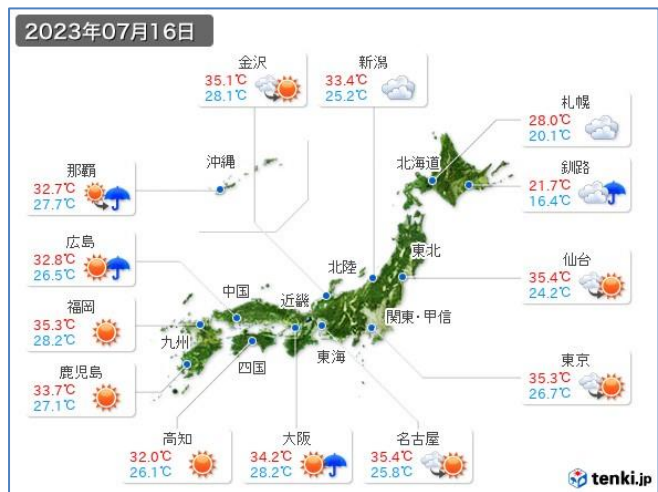 2023年07月16日
金沢
35.1℃
28.1℃
新潟
33.4℃
25.2℃
札幌
28.0℃
20.1℃
那覇
32.7℃
27.7℃
沖縄
北海道
釧路
21.7℃
16.4℃
広島
32.8℃
26.5℃
東北
仙台
35.4℃
24.2℃
北陸
中国
近畿
福岡
35.3℃
28.2℃
関東・甲信
九州
東海
四国
東京
35.3℃
26.7℃
鹿児島
33.7℃
27.1℃
高知
32.0℃
26.1℃
大阪
34.2℃
28.2℃
名古屋
35.4℃
25.8℃
tenki.jp